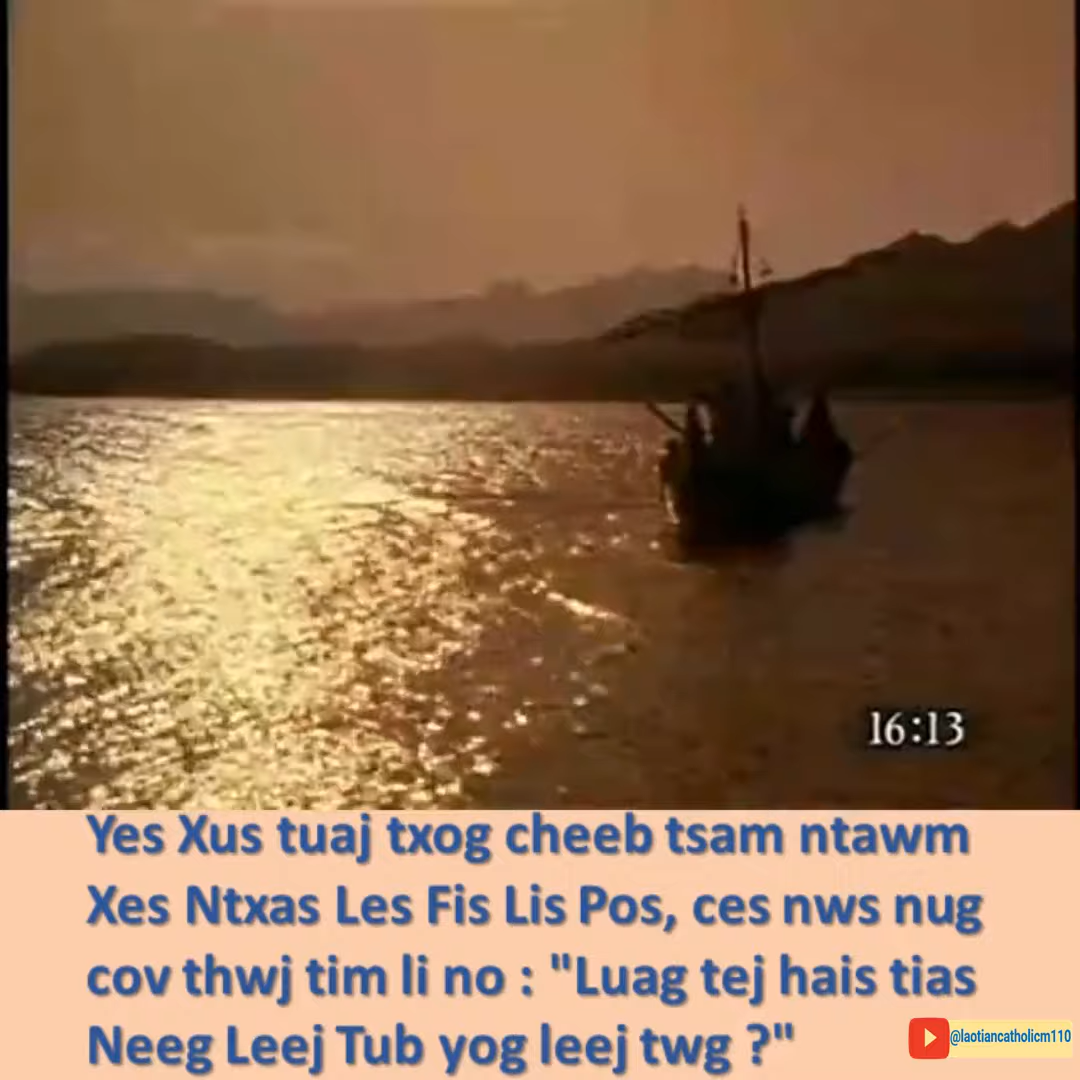 16:13
Yes Xus tuaj txog cheeb tsam ntawm
Xes Ntxas Les Fis Lis Pos, ces nws nug
cov thwj tim li no : "Luag tej hais tias
Neeg Leej Tub yog leej twg ?"
@laotiancatholicm110